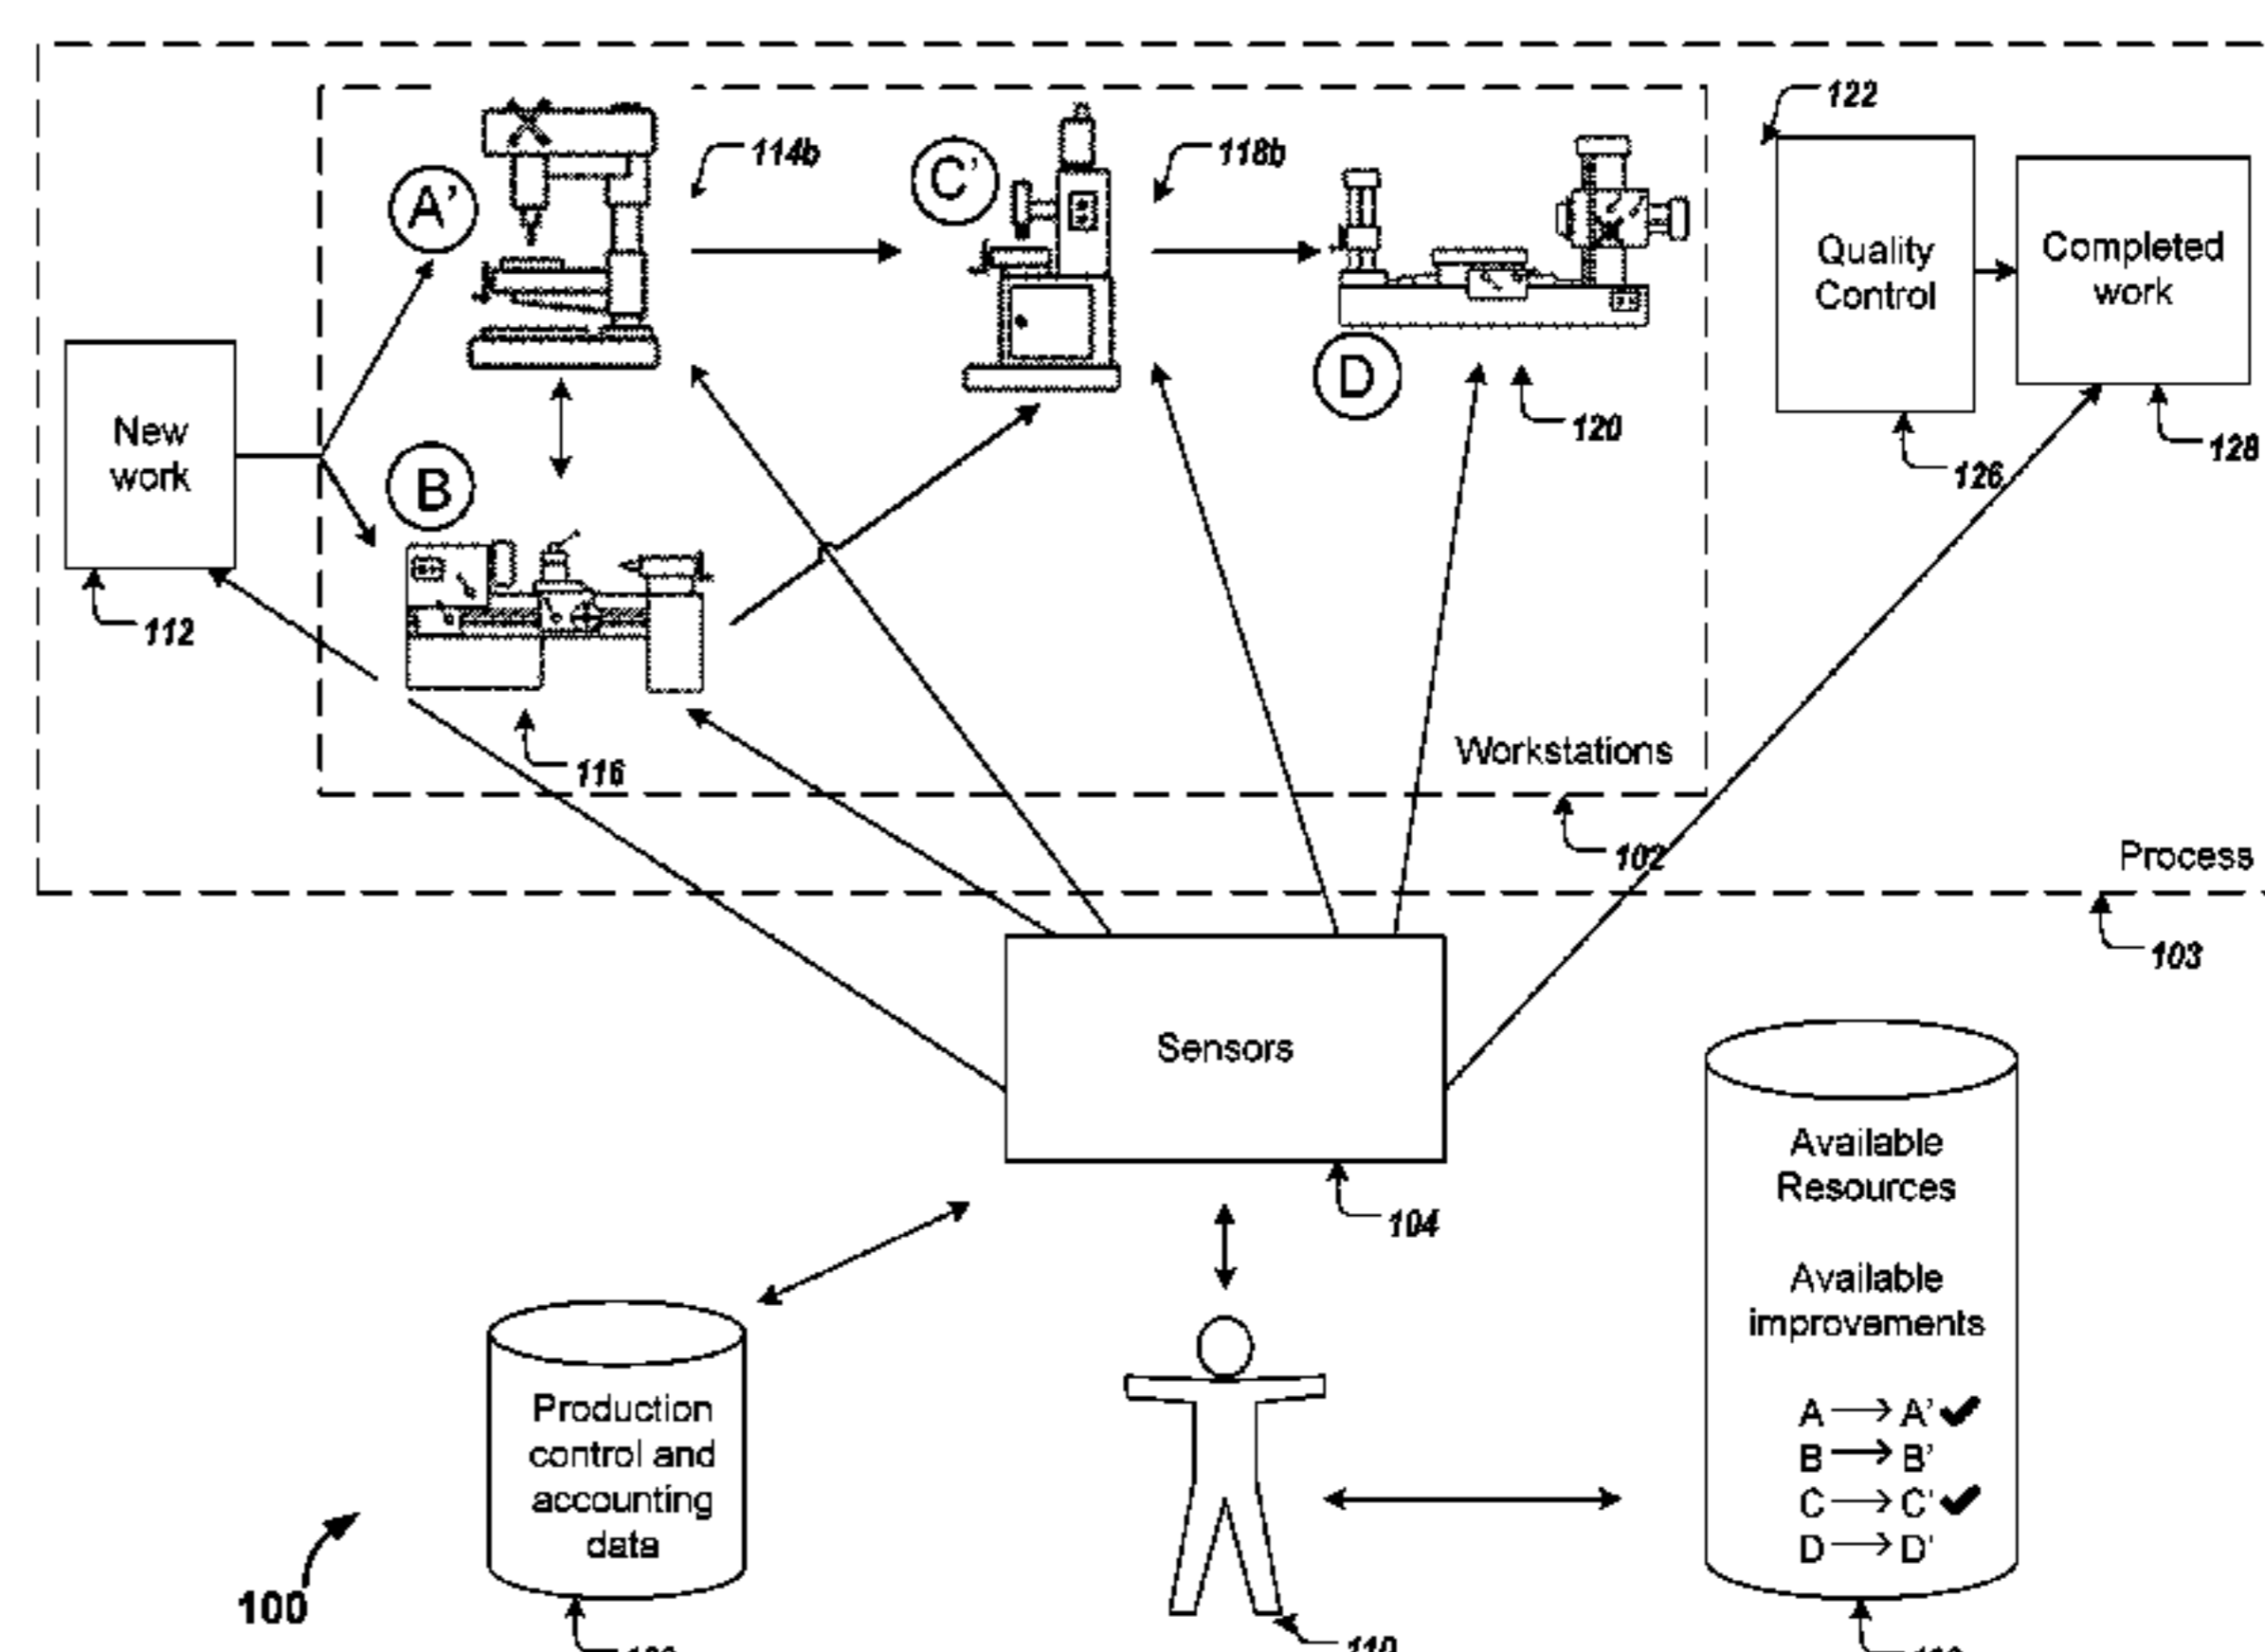 122
114b
118b
A’
C’
Quality
Control
Completed
work
D
120
New
work
128
126
B
112
Workstations
116
102
Process
103
Sensors
Available
Resources
104
Available
improvements
Production
control and
accounting
data
A → A’ ✔
B → B’
C → C’ ✔
D → D’
100
110